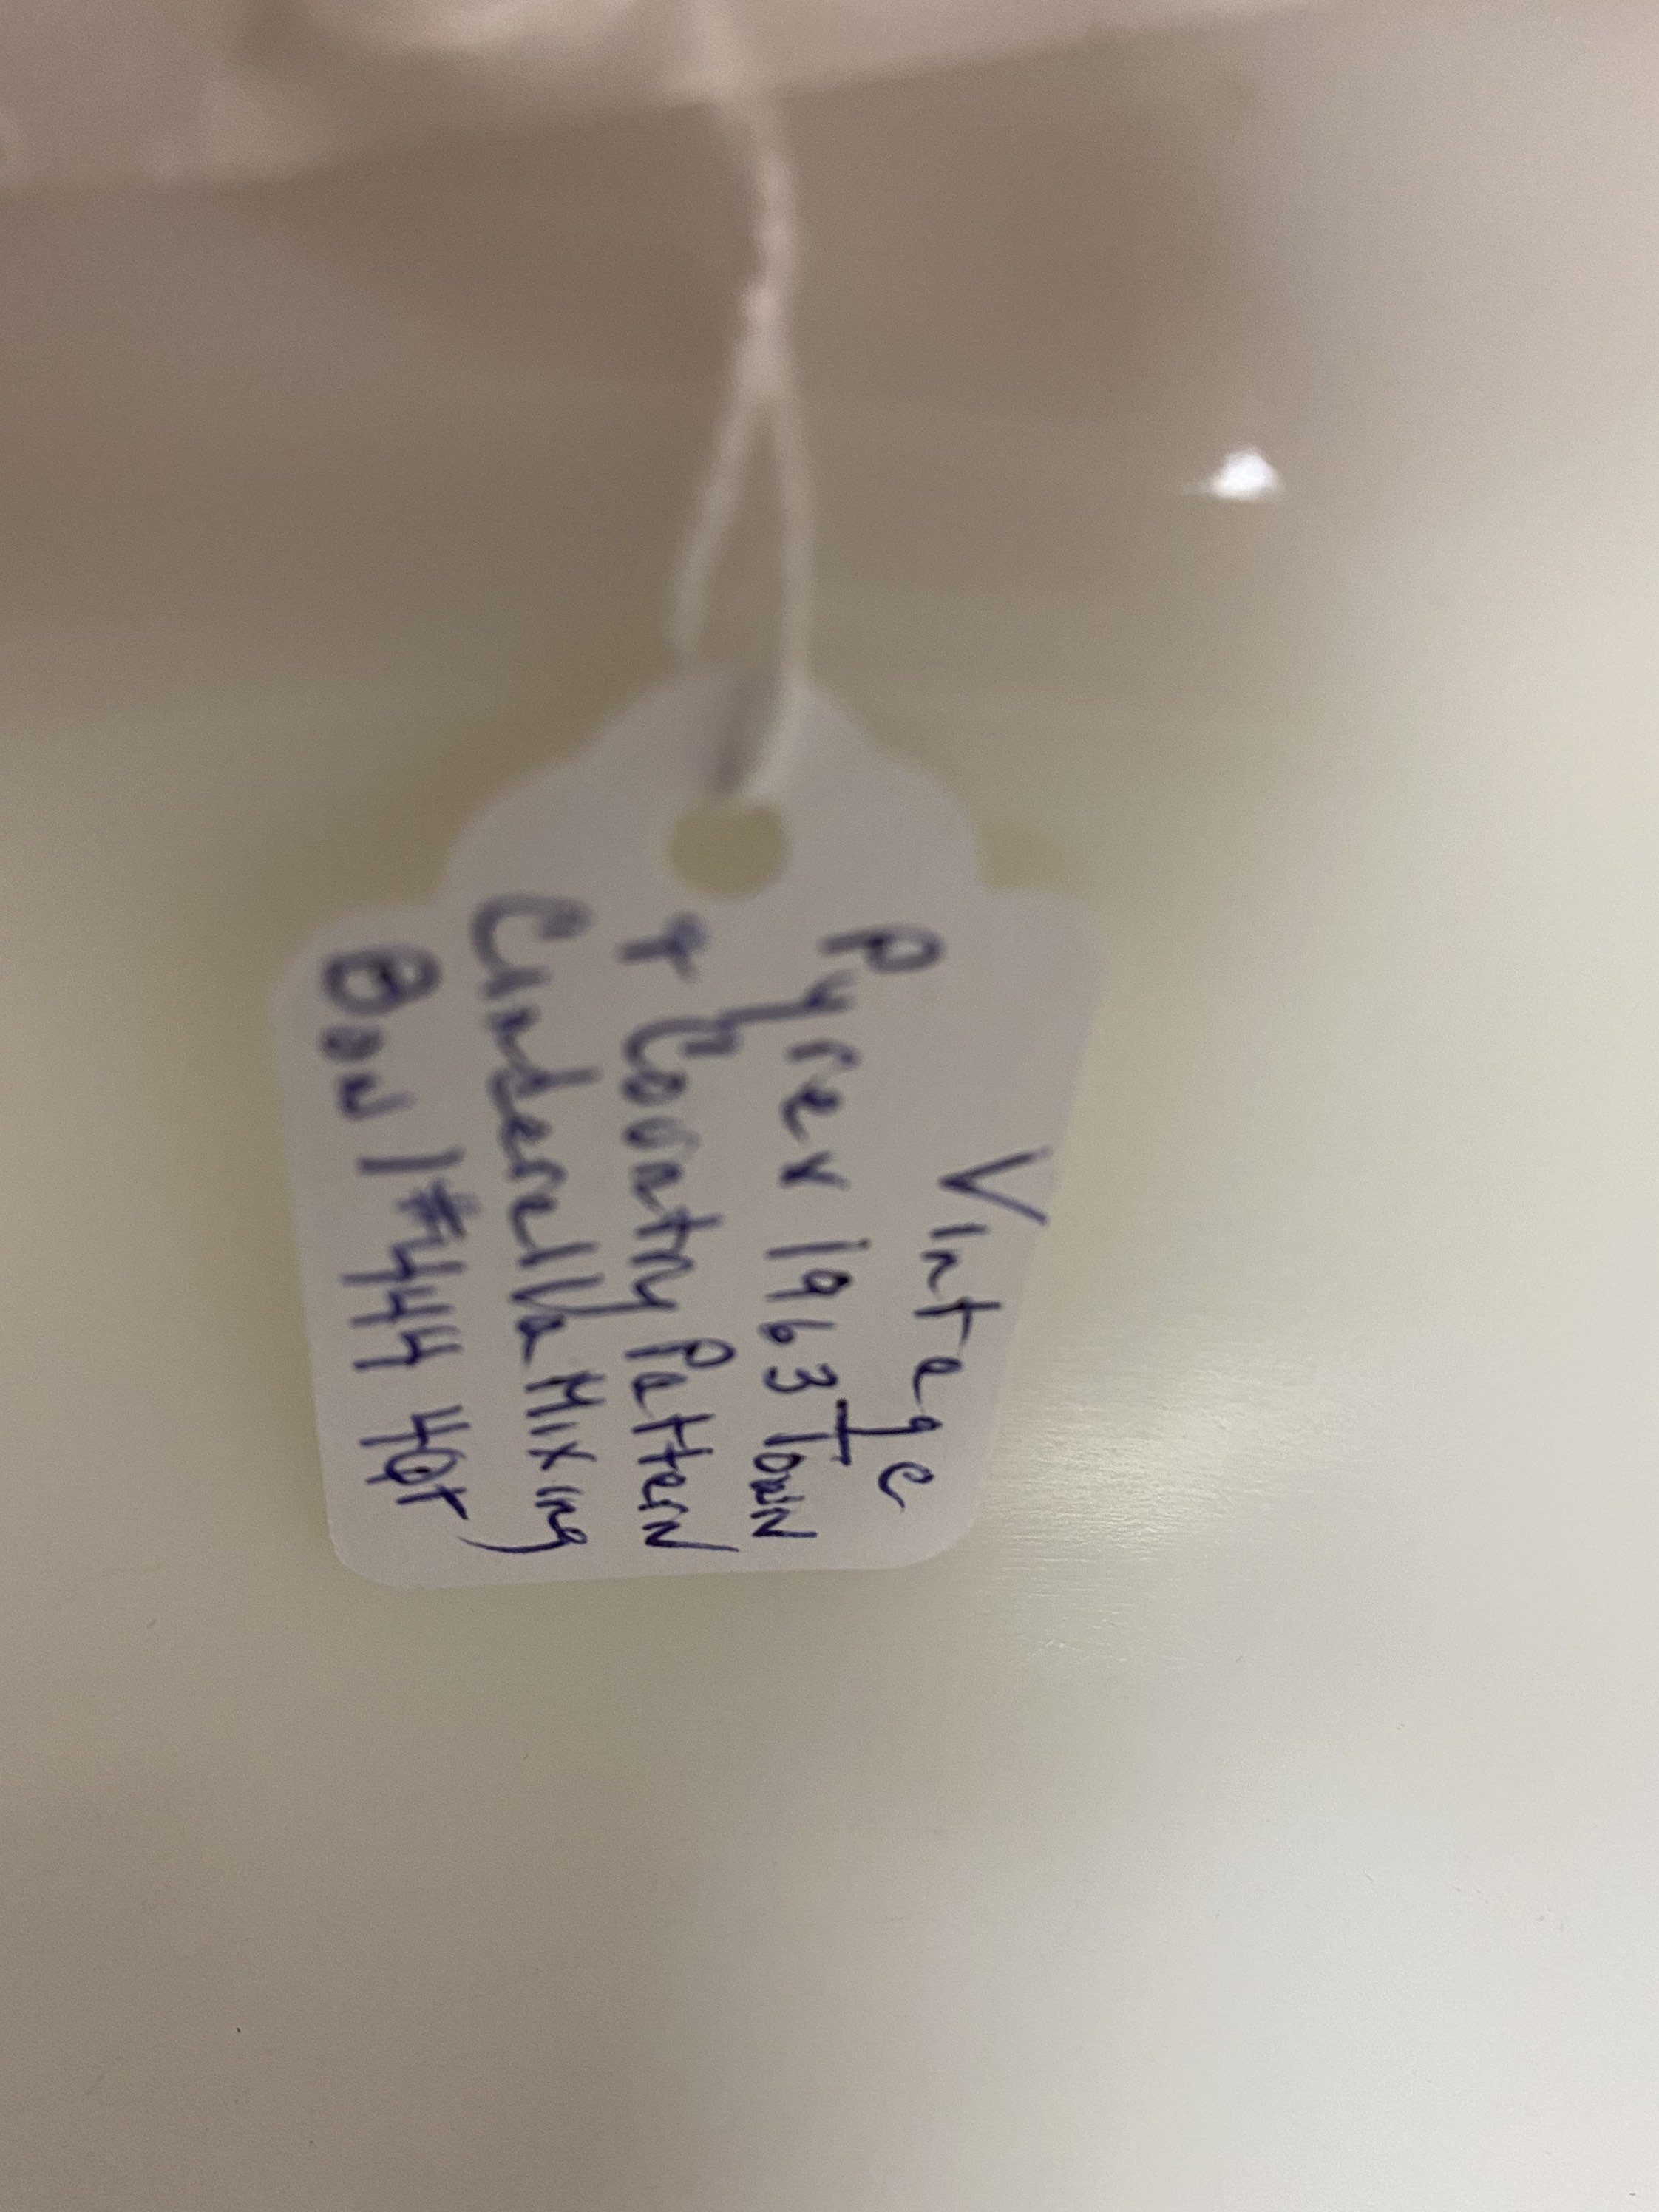 Vintage
Pyrex 1963 Town
+ Country Pattern
Cinderella Mixing
Bowl #444 4Qt